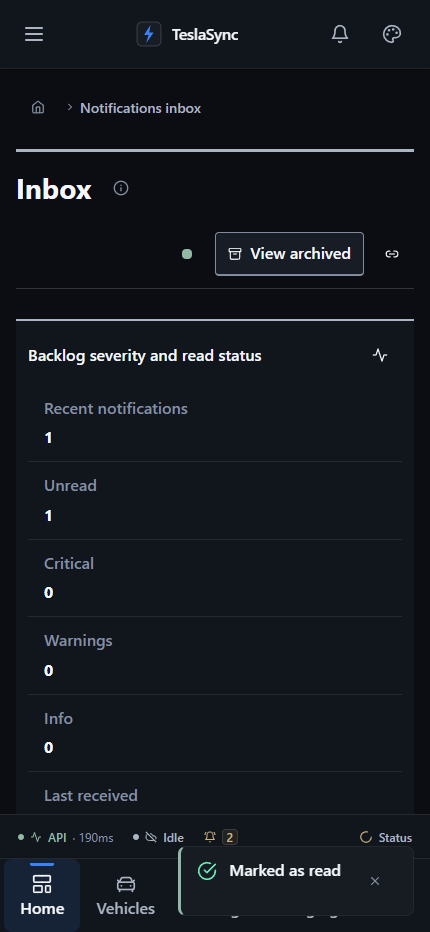 TeslaSync
Notifications inbox
Inbox
View archived
Backlog severity and read status
Recent notifications
1
Unread
1
Critical
0
Warnings
0
Info
0
Last received
API · 190ms
Idle
2
Status
Home
Vehicles
Marked as read